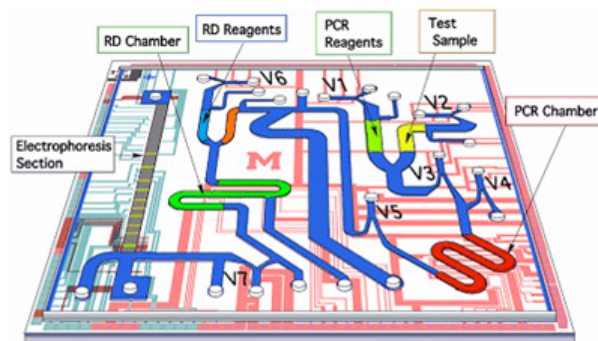 RD Chamber
RD Reagents
PCR
Reagents
Test
Sample
PCR Chamber
Electrophoresis
Section
V6
V1
V2
V3
V4
V5
V7
M